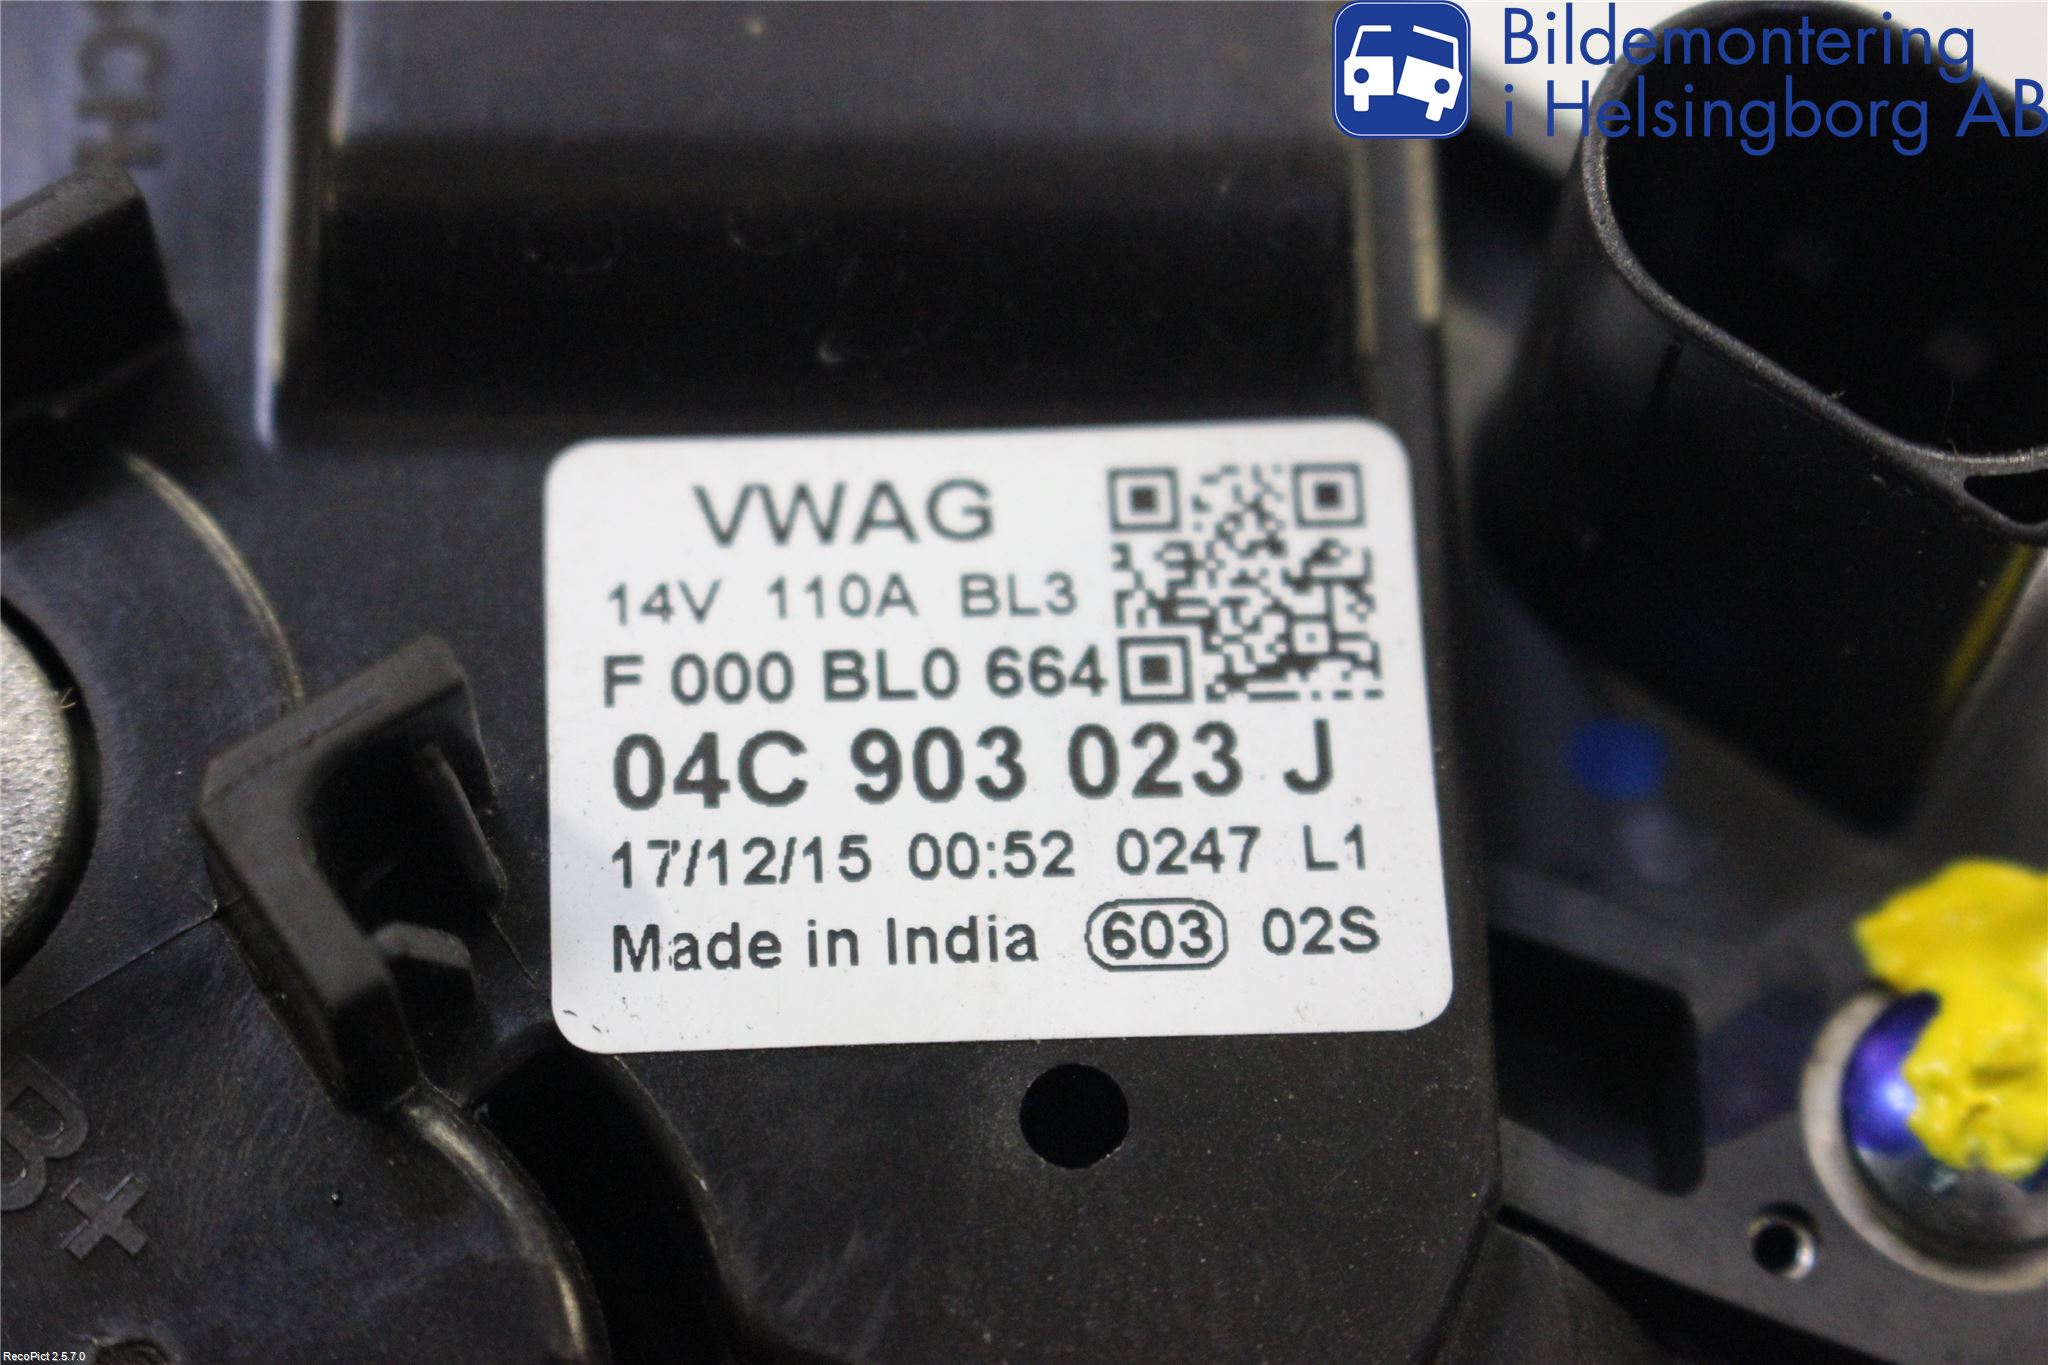 Bildemontering
i Helsingborg AB
CH
VWAG
14V 110A BL3
F 000 BL0 664
04C 903 023 J
17/12/15 00:52 0247 L1
Made in India 603 02S
B+
RecoPict 2.5.7.0